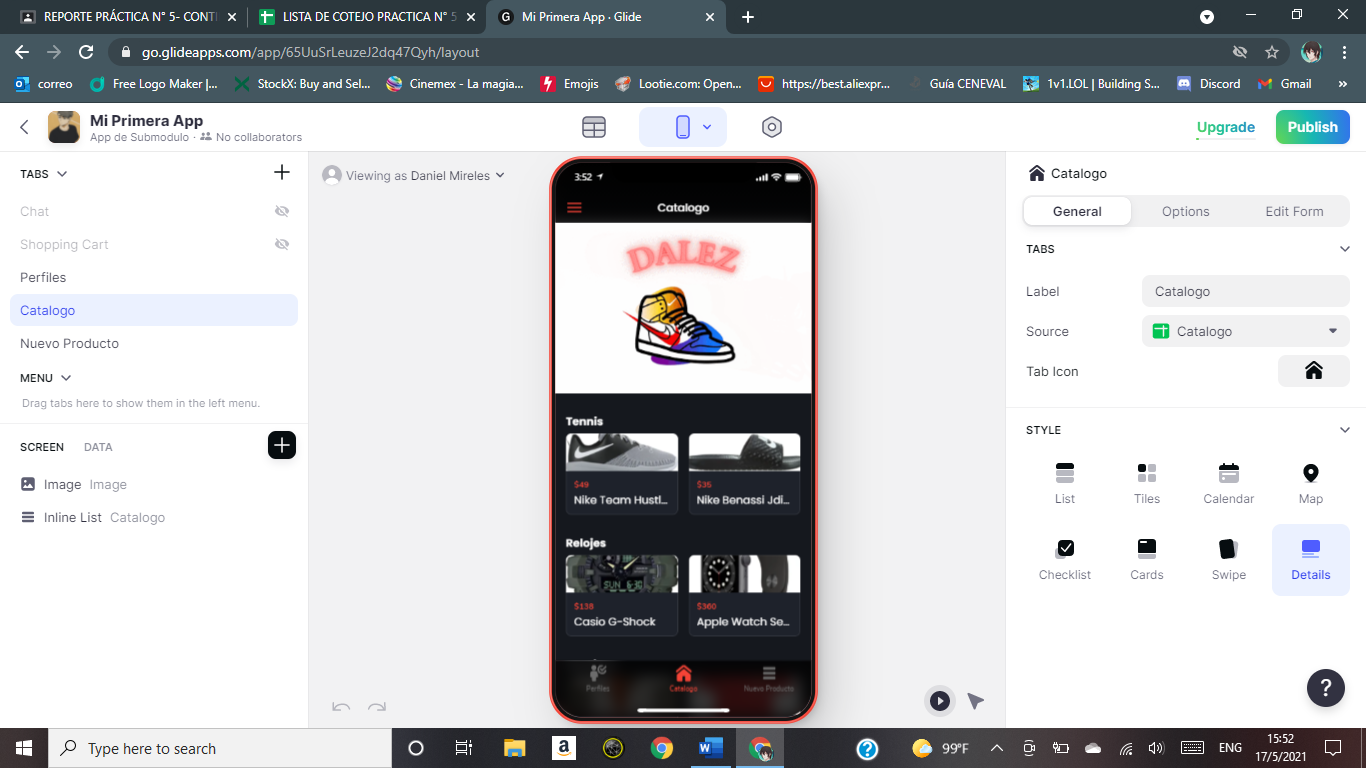 REPORTE PRÁCTICA N° 5- CONTI
LISTA DE COTEJO PRACTICA N° 5
Mi Primera App · Glide
go.glideapps.com/app/65UuSrLeuzeJ2dq47Qyh/layout
correo
Free Logo Maker |...
StockX: Buy and Sel...
Cinemex - La magia...
Emojis
Lootie.com: Open...
https://best.aliexpr...
Guía CENEVAL
1v1.LOL | Building S...
Discord
Gmail
»
Mi Primera App
App de Submodulo · No collaborators
Upgrade
Publish
TABS
Chat
Shopping Cart
Perfiles
Catalogo
Nuevo Producto
MENU
Drag tabs here to show them in the left menu.
SCREEN DATA
Image Image
Inline List Catalogo
Viewing as Daniel Mireles
3:52
Catalogo
DALEZ
Tennis
$49
Nike Team Hustl...
$35
Nike Benassi Jdi...
Relojes
SUN 6:30
$138
Casio G-Shock
$360
Apple Watch Se...
Perfiles
Catalogo
Nuevo Producto
Catalogo
General
Options
Edit Form
TABS
Label Catalogo
Source Catalogo
Tab Icon
STYLE
List
Tiles
Calendar
Map
Checklist
Cards
Swipe
Details
?
Type here to search
99°F
ENG
15:52
17/5/2021